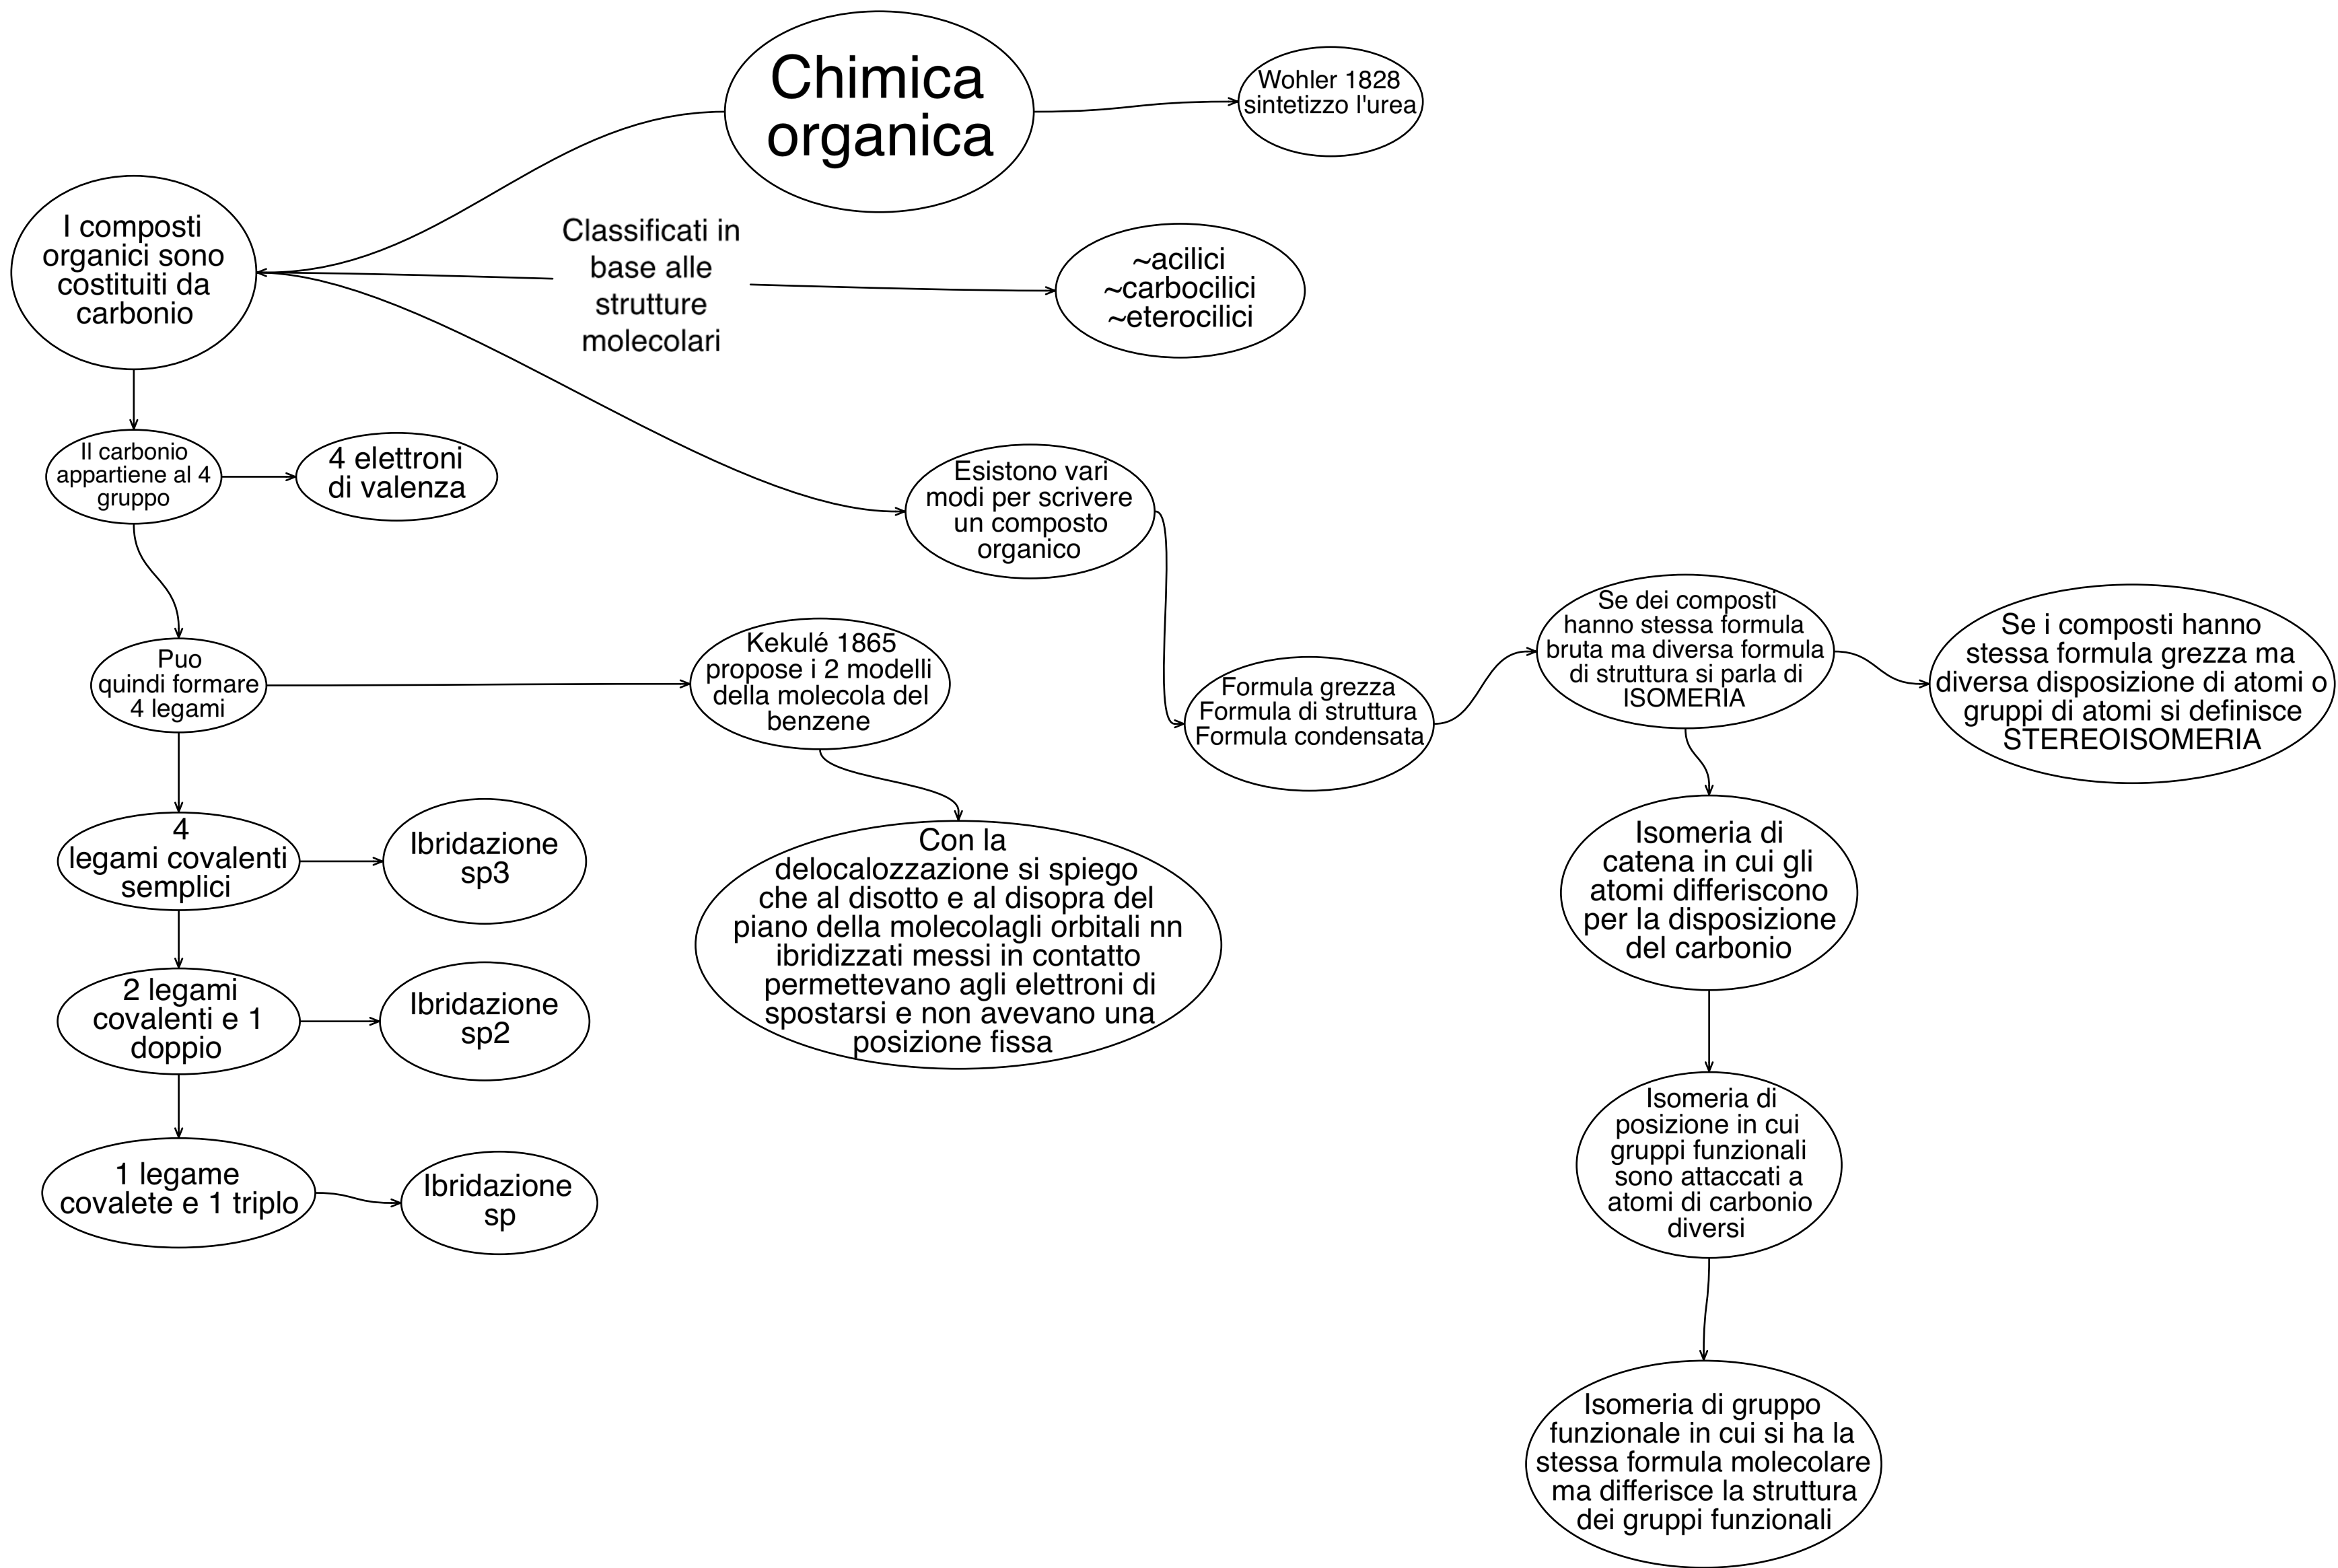 Chimica
organica
Wohler 1828
sintetizzo l'urea
I composti
organici sono
costituiti da
carbonio
Classificati in
base alle
strutture
molecolari
~acilici
~carbocilici
~eterocilici
Il carbonio
appartiene al 4
gruppo
4 elettroni
di valenza
Esistono vari
modi per scrivere
un composto
organico
Puo
quindi formare
4 legami
Kekulé 1865
propose i 2 modelli
della molecola del
benzene
Formula grezza
Formula di struttura
Formula condensata
Se dei composti
hanno stessa formula
bruta ma diversa formula
di struttura si parla di
ISOMERIA
Se i composti hanno
stessa formula grezza ma
diversa disposizione di atomi o
gruppi di atomi si definisce
STEREOISOMERIA
4
legami covalenti
semplici
Ibridazione
sp3
Con la
delocalozzazione si spiego
che al disotto e al disopra del
piano della molecolagli orbitali nn
ibridizzati messi in contatto
permettevano agli elettroni di
spostarsi e non avevano una
posizione fissa
Isomeria di
catena in cui gli
atomi differiscono
per la disposizione
del carbonio
2 legami
covalenti e 1
doppio
Ibridazione
sp2
Isomeria di
posizione in cui
gruppi funzionali
sono attaccati a
atomi di carbonio
diversi
1 legame
covalete e 1 triplo
Ibridazione
sp
Isomeria di gruppo
funzionale in cui si ha la
stessa formula molecolare
ma differisce la struttura
dei gruppi funzionali